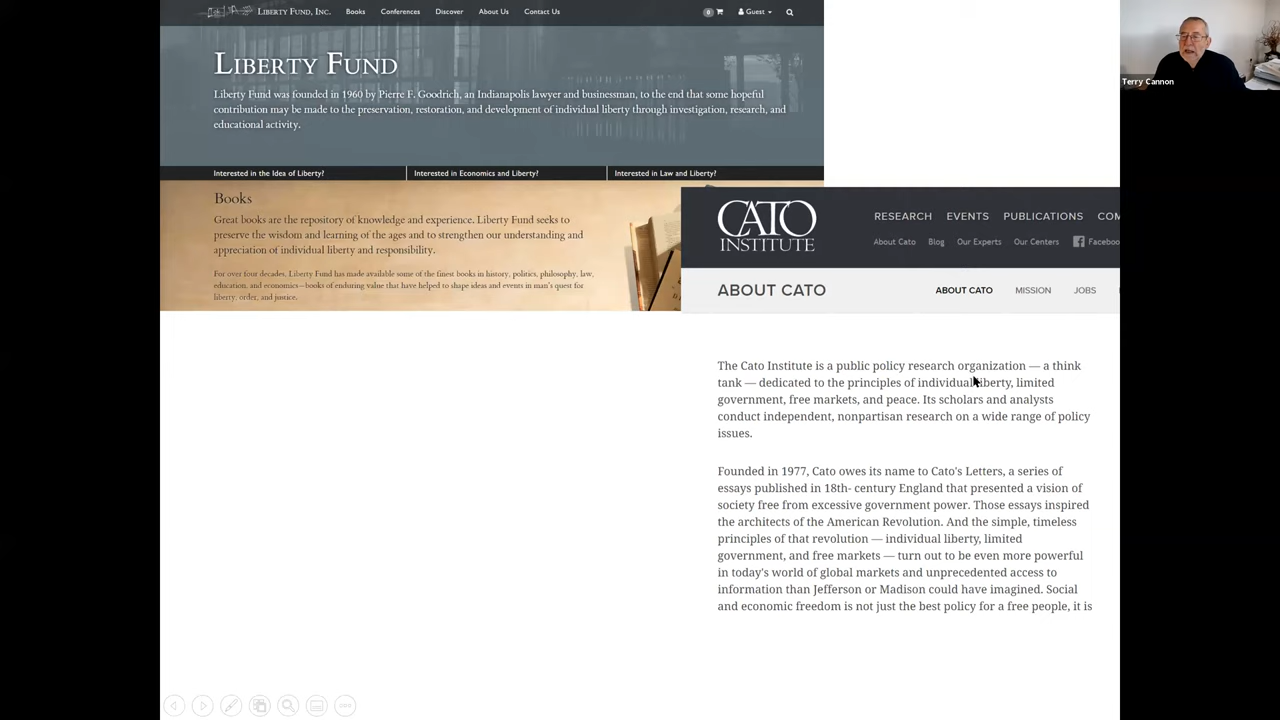 LIBERTY FUND, INC.
Books
Conferences
Discover
About Us
Contact Us
0
Guest
LIBERTY FUND
Liberty Fund was founded in 1960 by Pierre F. Goodrich, an Indianapolis lawyer and businessman, to the end that some hopeful
contribution may be made to the preservation, restoration, and development of individual liberty through investigation, research, and
educational activity.
Interested in the Idea of Liberty?
Interested in Economics and Liberty?
Interested in Law and Liberty?
Books
Great books are the repository of knowledge and experience. Liberty Fund seeks to
preserve the wisdom and learning of the ages and to strengthen our understanding and
appreciation of individual liberty and responsibility.
For over four decades, Liberty Fund has made available some of the finest books in history, politics, philosophy, law,
education, and economics—books of enduring value that have helped to shape ideas and events in man's quest for
liberty, order, and justice.
CATO
INSTITUTE
RESEARCH
EVENTS
PUBLICATIONS
COM
About Cato
Blog
Our Experts
Our Centers
Faceboo
ABOUT CATO
ABOUT CATO
MISSION
JOBS
The Cato Institute is a public policy research organization — a think
tank — dedicated to the principles of individual liberty, limited
government, free markets, and peace. Its scholars and analysts
conduct independent, nonpartisan research on a wide range of policy
issues.
Founded in 1977, Cato owes its name to Cato's Letters, a series of
essays published in 18th- century England that presented a vision of
society free from excessive government power. Those essays inspired
the architects of the American Revolution. And the simple, timeless
principles of that revolution — individual liberty, limited
government, and free markets — turn out to be even more powerful
in today's world of global markets and unprecedented access to
information than Jefferson or Madison could have imagined. Social
and economic freedom is not just the best policy for a free people, it is
Terry Cannon